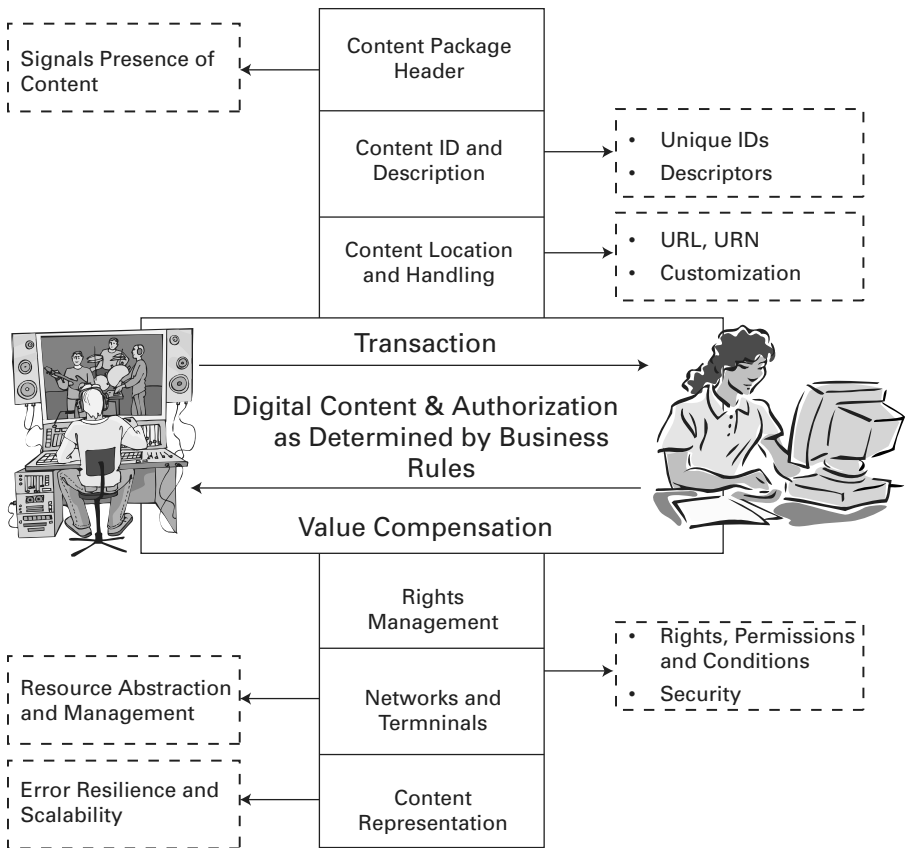 Signals Presence of
Content
Content Package
Header
Content ID and
Description
• Unique IDs
• Descriptors
Content Location
and Handling
• URL, URN
• Customization
Transaction
Digital Content & Authorization
as Determined by Business
Rules
Value Compensation
Rights
Management
• Rights, Permissions
and Conditions
• Security
Resource Abstraction
and Management
Networks and
Termninals
Error Resilience and
Scalability
Content
Representation